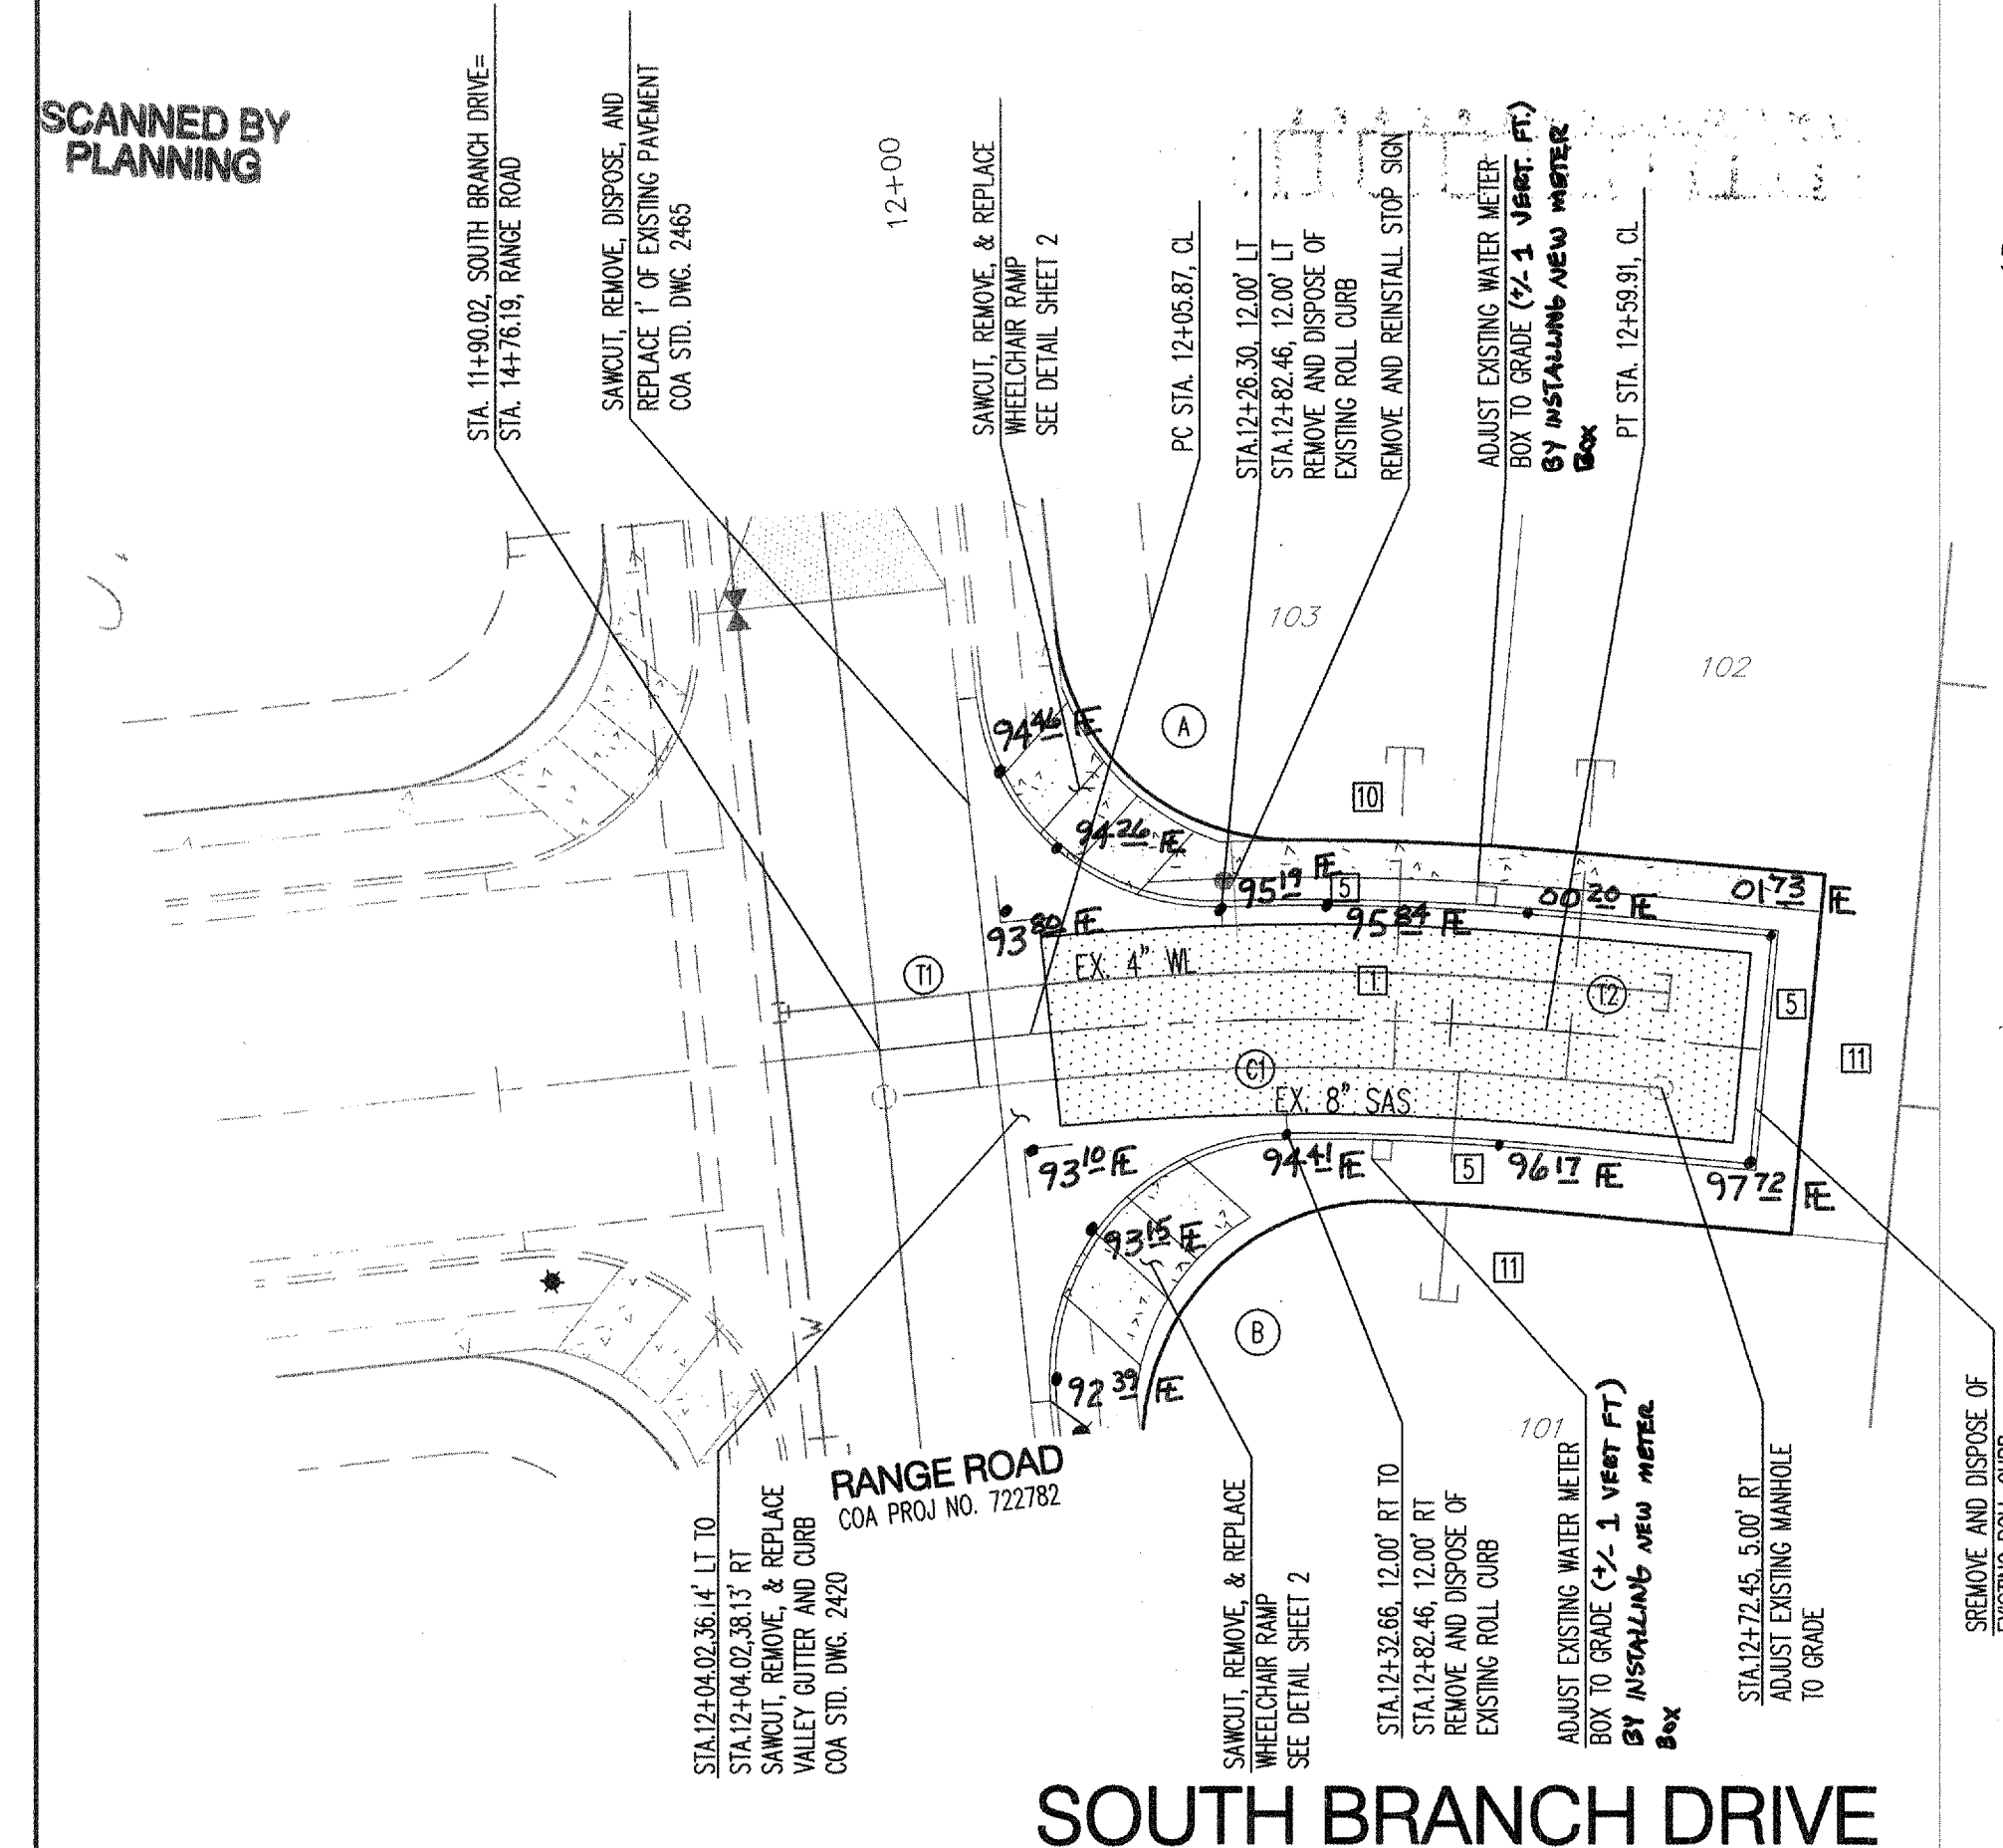 SCANNED BY
PLANNING
STA. 11+90.02, SOUTH BRANCH DRIVE=
STA. 14+76.19, RANGE ROAD
SAWCUT, REMOVE, DISPOSE, AND
REPLACE 1' OF EXISTING PAVEMENT
COA STD. DWG. 2465
12+00
SAWCUT, REMOVE, & REPLACE
WHEELCHAIR RAMP
SEE DETAIL SHEET 2
PC STA. 12+05.87, CL
STA.12+26.30, 12.00' LT
STA.12+82.46, 12.00' LT
REMOVE AND DISPOSE OF
EXISTING ROLL CURB
REMOVE AND REINSTALL STOP SIGN
ADJUST EXISTING WATER METER
BOX TO GRADE (+/- 1 VERT. FT.)
BY INSTALLING NEW METER
BOX
PT STA. 12+59.91, CL
103
102
A
10
94 46 FE
94 26 FE
95 19 FE
5
95 84 FE
00 20 FE
01 73 FE
93 80 FE
T1
EX. 4" WL
1
T2
5
11
C1
EX. 8" SAS
93 10 FE
94 41 FE
5
96 17 FE
97 72 FE
93 15 FE
11
B
92 39 FE
W
101
RANGE ROAD
COA PROJ NO. 722782
STA.12+04.02,36.14' LT TO
STA.12+04.02,38.13' RT
SAWCUT, REMOVE, & REPLACE
VALLEY GUTTER AND CURB
COA STD. DWG. 2420
SAWCUT, REMOVE, & REPLACE
WHEELCHAIR RAMP
SEE DETAIL SHEET 2
STA.12+32.66, 12.00' RT TO
STA.12+82.46, 12.00' RT
REMOVE AND DISPOSE OF
EXISTING ROLL CURB
ADJUST EXISTING WATER METER
BOX TO GRADE (+/- 1 VERT FT)
BY INSTALLING NEW METER
BOX
STA.12+72.45, 5.00' RT
ADJUST EXISTING MANHOLE
TO GRADE
SREMOVE AND DISPOSE OF
SOUTH BRANCH DRIVE